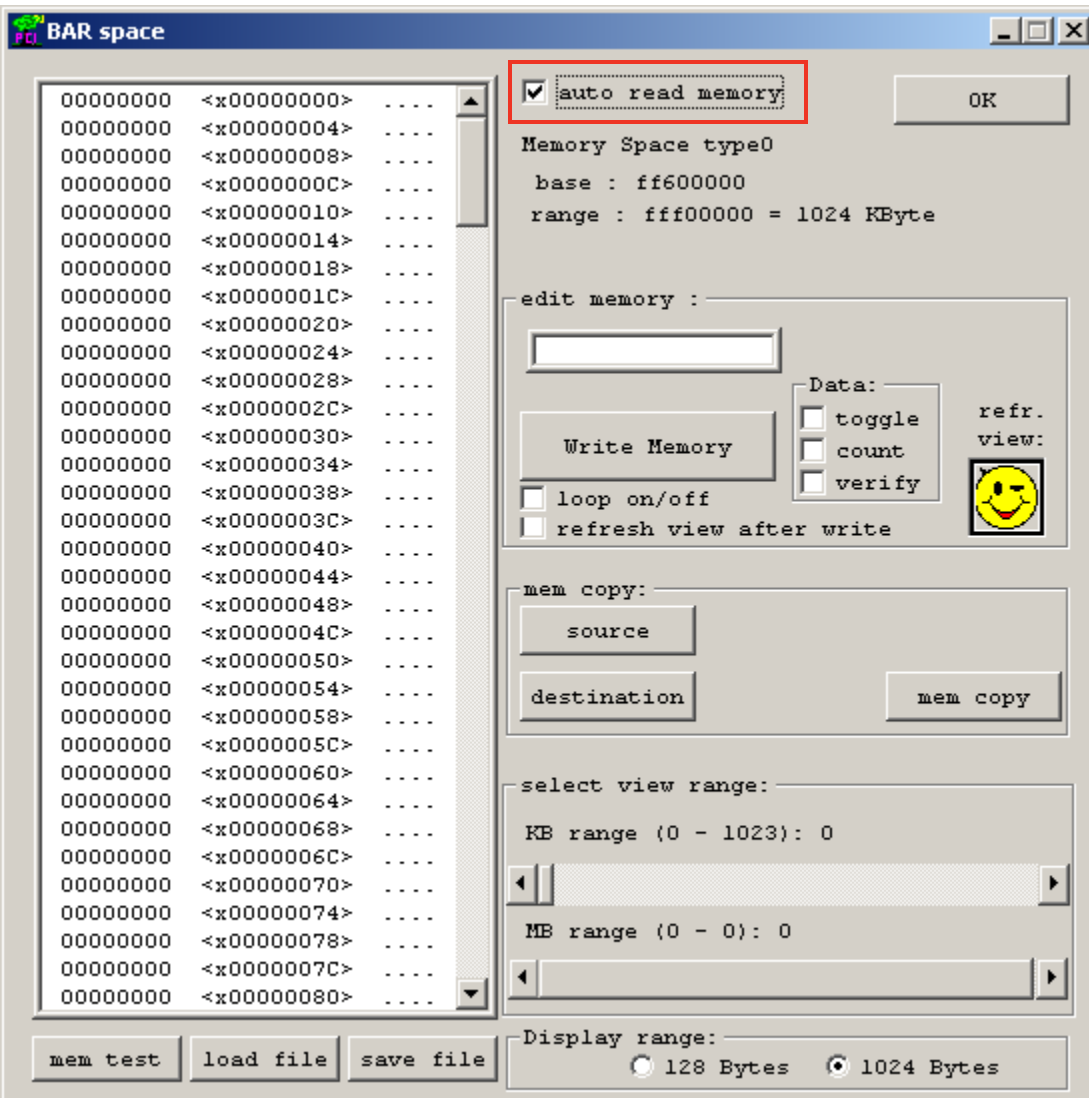 BAR space
00000000 <x00000000> ....
00000000 <x00000004> ....
00000000 <x00000008> ....
00000000 <x0000000C> ....
00000000 <x00000010> ....
00000000 <x00000014> ....
00000000 <x00000018> ....
00000000 <x0000001C> ....
00000000 <x00000020> ....
00000000 <x00000024> ....
00000000 <x00000028> ....
00000000 <x0000002C> ....
00000000 <x00000030> ....
00000000 <x00000034> ....
00000000 <x00000038> ....
00000000 <x0000003C> ....
00000000 <x00000040> ....
00000000 <x00000044> ....
00000000 <x00000048> ....
00000000 <x0000004C> ....
00000000 <x00000050> ....
00000000 <x00000054> ....
00000000 <x00000058> ....
00000000 <x0000005C> ....
00000000 <x00000060> ....
00000000 <x00000064> ....
00000000 <x00000068> ....
00000000 <x0000006C> ....
00000000 <x00000070> ....
00000000 <x00000074> ....
00000000 <x00000078> ....
00000000 <x0000007C> ....
00000000 <x00000080> ....
mem test
load file
save file
auto read memory
OK
Memory Space type0
base : ff600000
range : fff00000 = 1024 KByte
edit memory :
Write Memory
loop on/off
refresh view after write
Data:
toggle
count
verify
refr.
view:
mem copy:
source
destination
mem copy
select view range:
KB range (0 - 1023): 0
MB range (0 - 0): 0
Display range:
128 Bytes
1024 Bytes